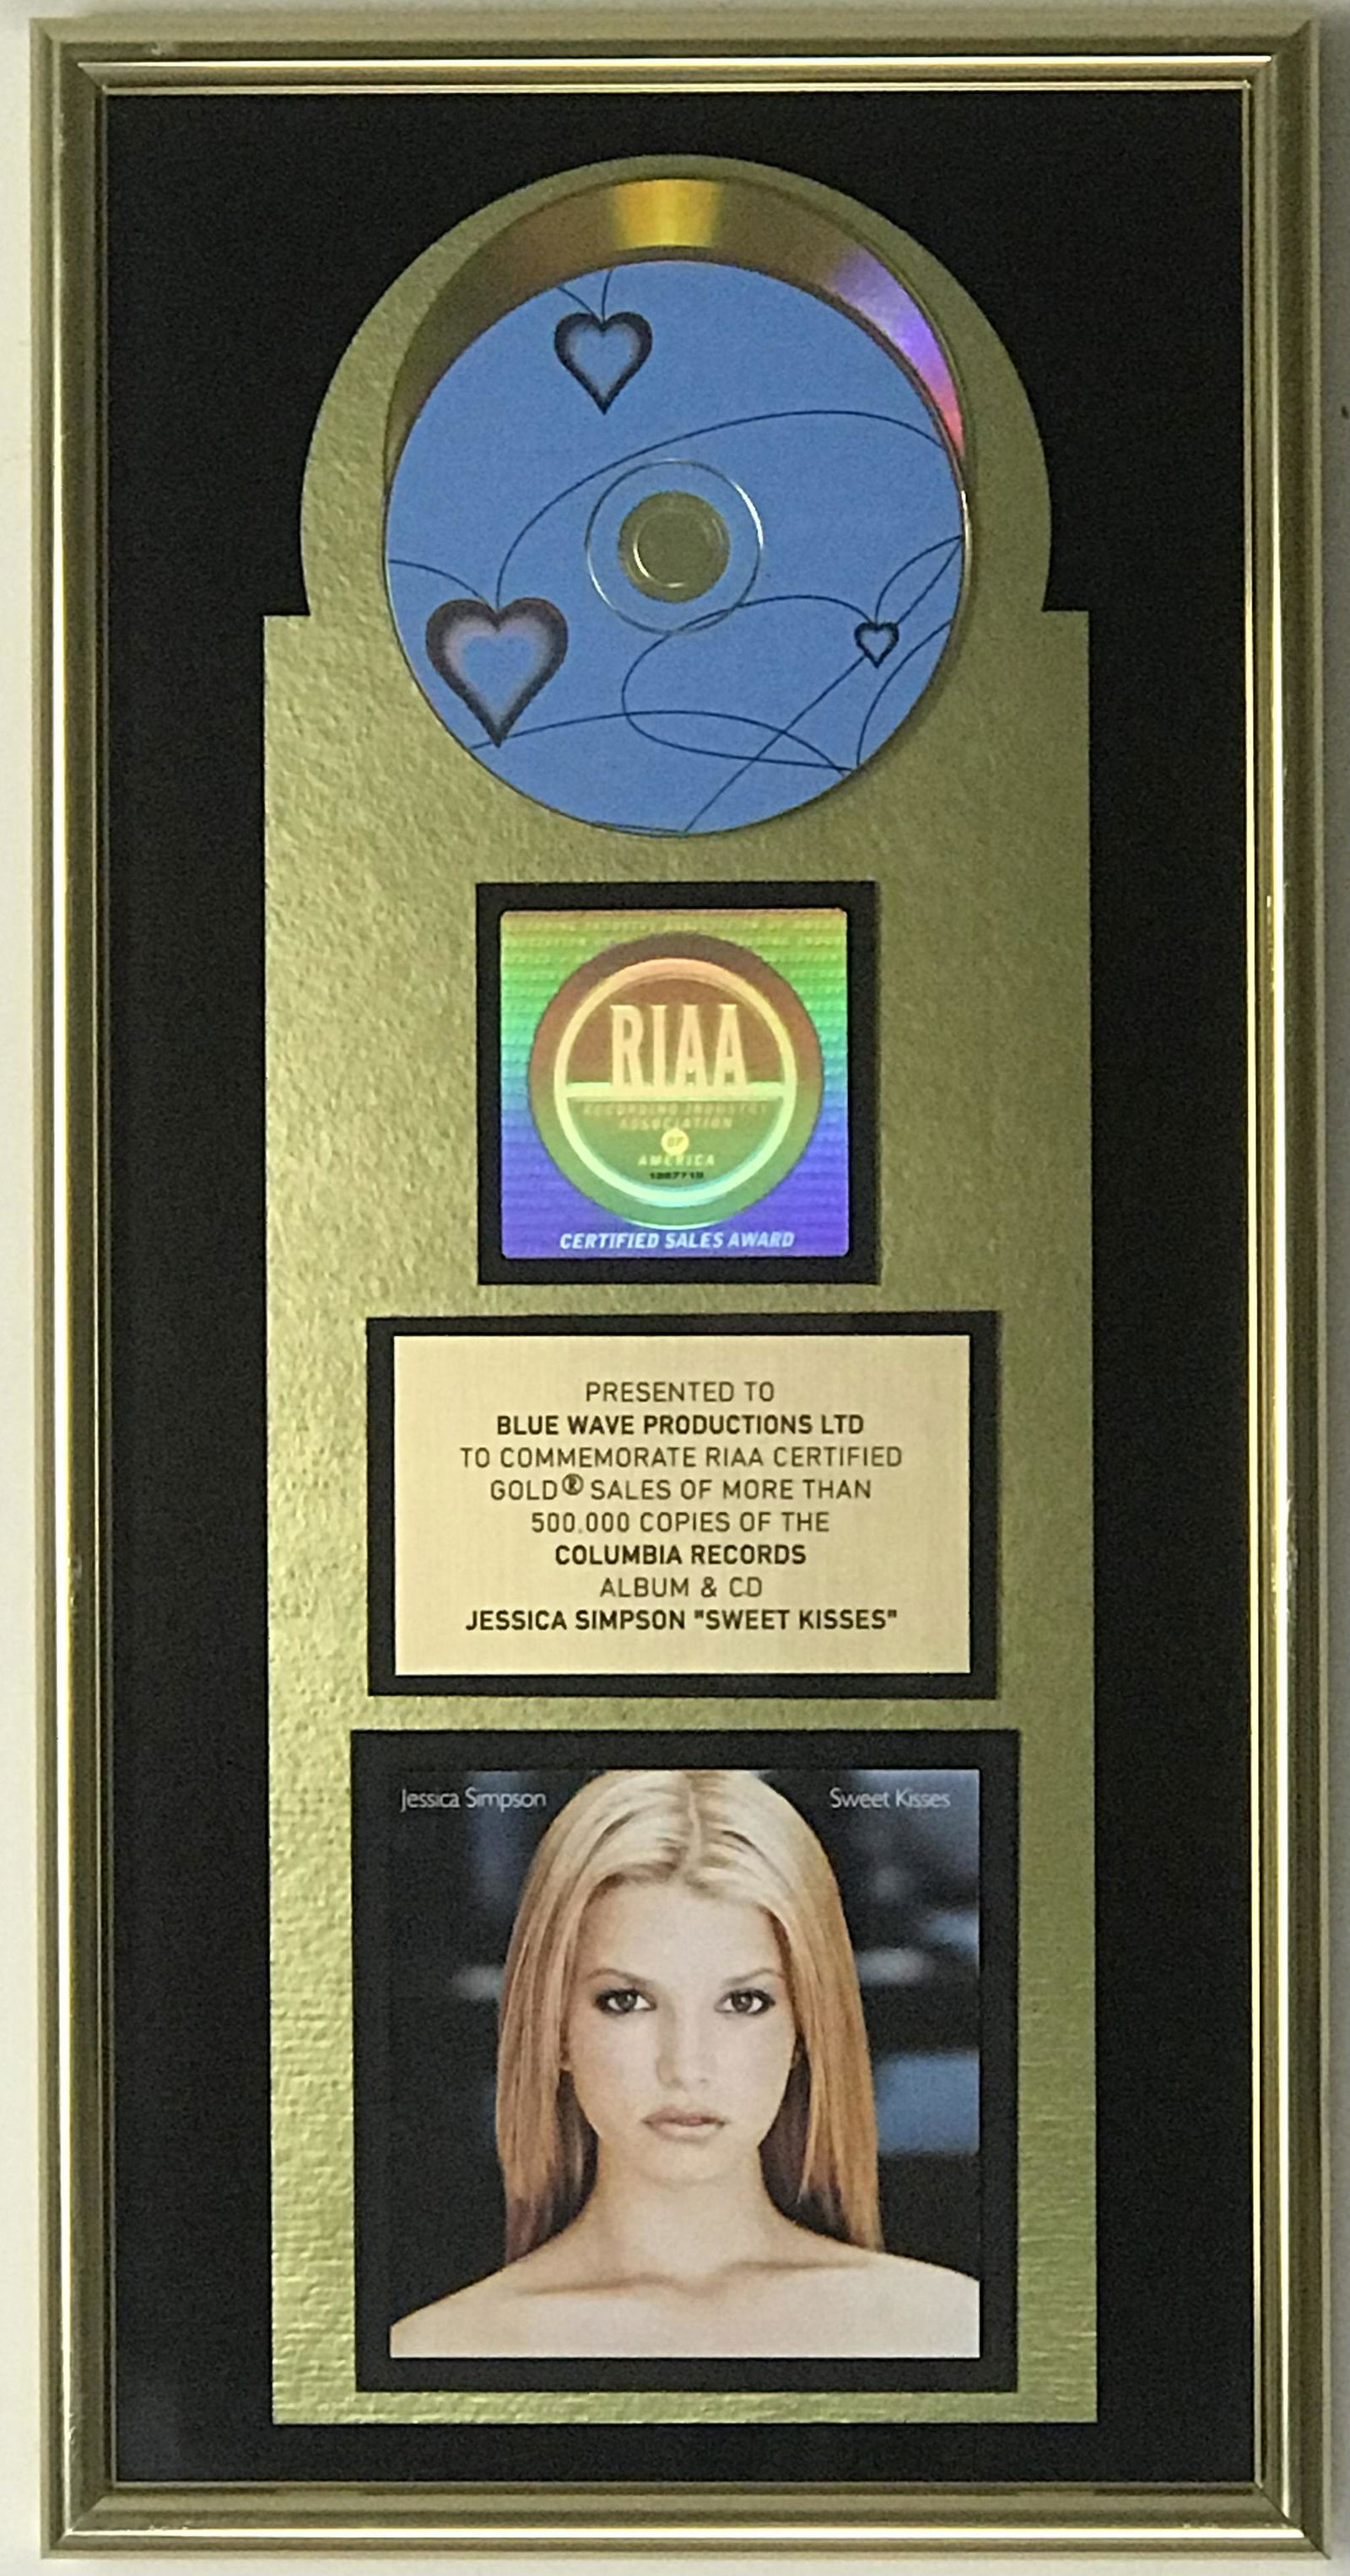 RIAA
RECORDING INDUSTRY
ASSOCIATION
OF
AMERICA
CERTIFIED SALES AWARD
PRESENTED TO
BLUE WAVE PRODUCTIONS LTD
TO COMMEMORATE RIAA CERTIFIED
GOLD® SALES OF MORE THAN
500,000 COPIES OF THE
COLUMBIA RECORDS
ALBUM & CD
JESSICA SIMPSON "SWEET KISSES"
Jessica Simpson Sweet Kisses